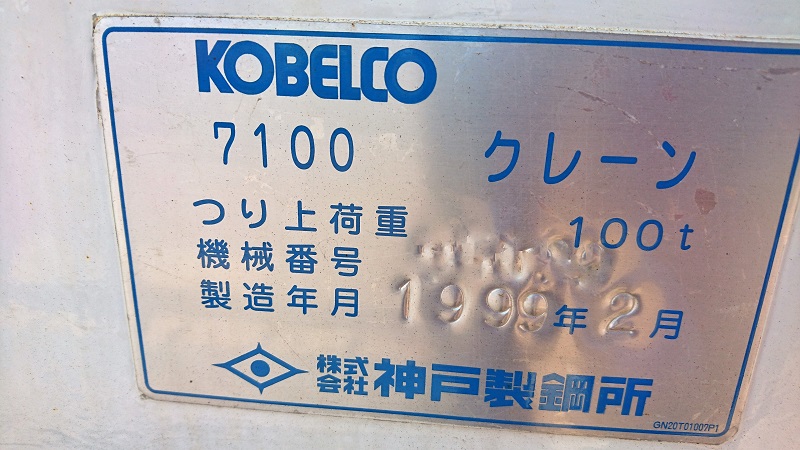 KOBELCO
7100 クレーン
つり上荷重 100t
機械番号
製造年月 1999年2月
株式会社 神戸製鋼所
GN20T01007P1